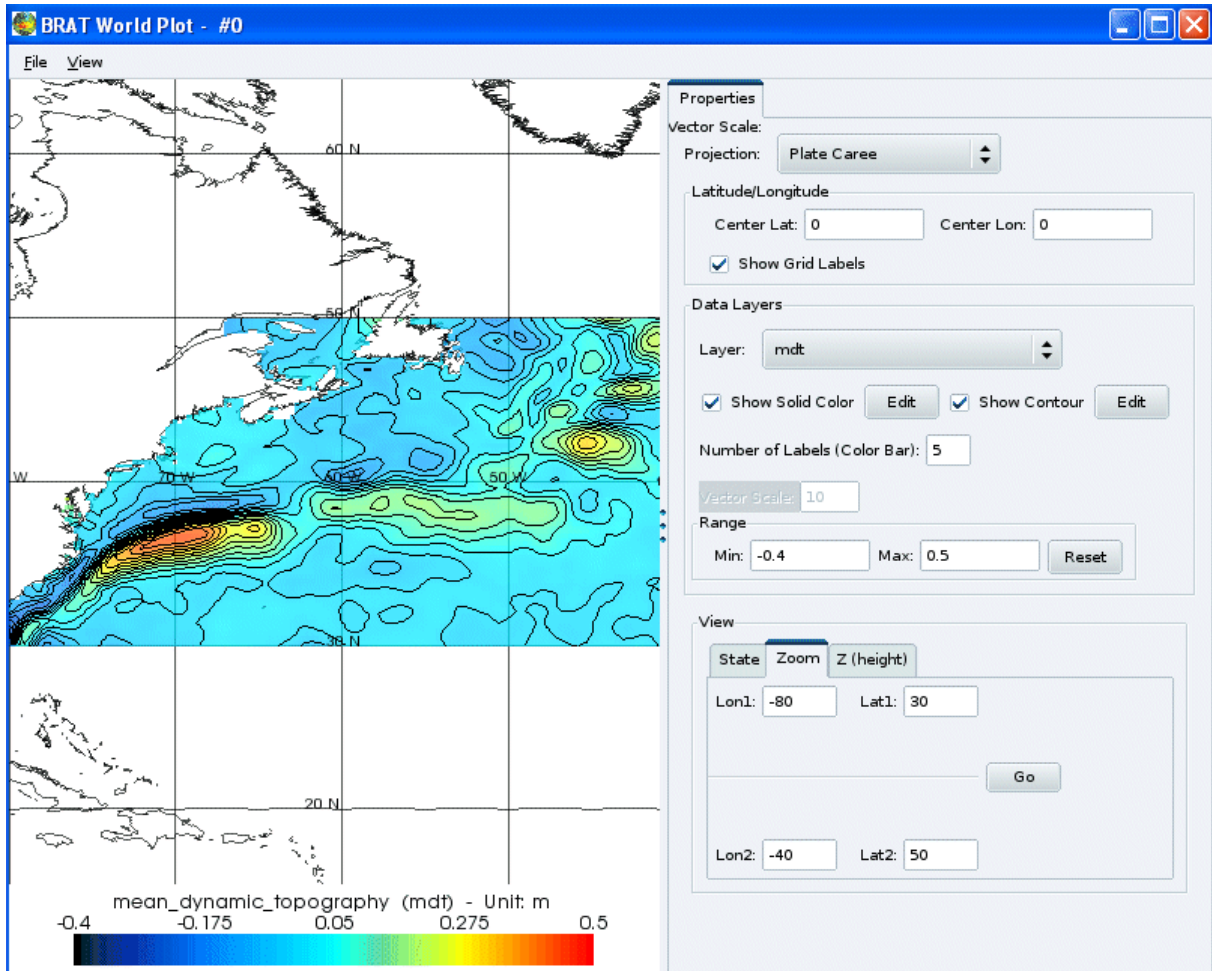 BRAT World Plot - #0
File View
60 N
50 N
W 70 W 60 W 50 W
30 N
20 N
mean_dynamic_topography (mdt) - Unit: m
-0.4 -0.175 0.05 0.275 0.5
Properties
Vector Scale:
Projection: Plate Caree
Latitude/Longitude
Center Lat: 0 Center Lon: 0
Show Grid Labels
Data Layers
Layer: mdt
Show Solid Color Edit Show Contour Edit
Number of Labels (Color Bar): 5
Vector Scale: 10
Range
Min: -0.4 Max: 0.5 Reset
View
State Zoom Z (height)
Lon1: -80 Lat1: 30
Go
Lon2: -40 Lat2: 50